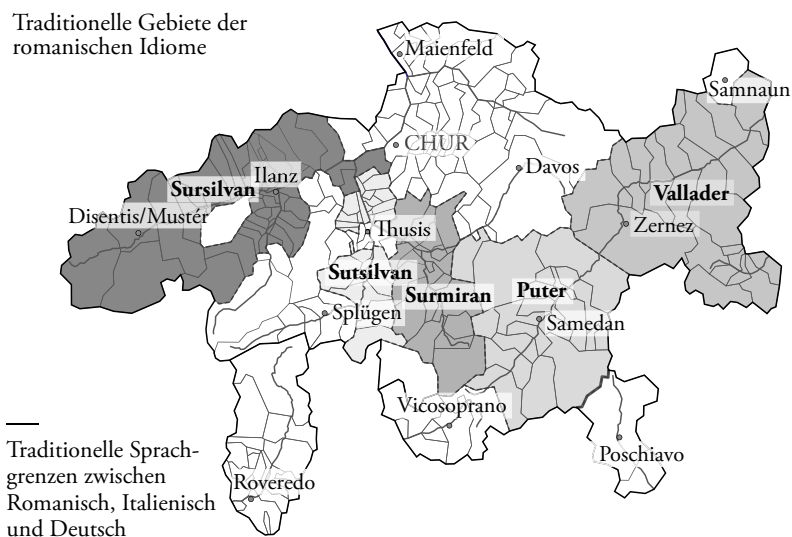 Traditionelle Gebiete der
romanischen Idiome
Maienfeld
Samnaun
CHUR
Davos
Ilanz
Sursilvan
Vallader
Disentis/Mustér
Zernez
Thusis
Sutsilvan
Surmiran
Puter
Splügen
Samedan
Vicosoprano
Traditionelle Sprach-
grenzen zwischen
Romanisch, Italienisch
und Deutsch
Poschiavo
Roveredo